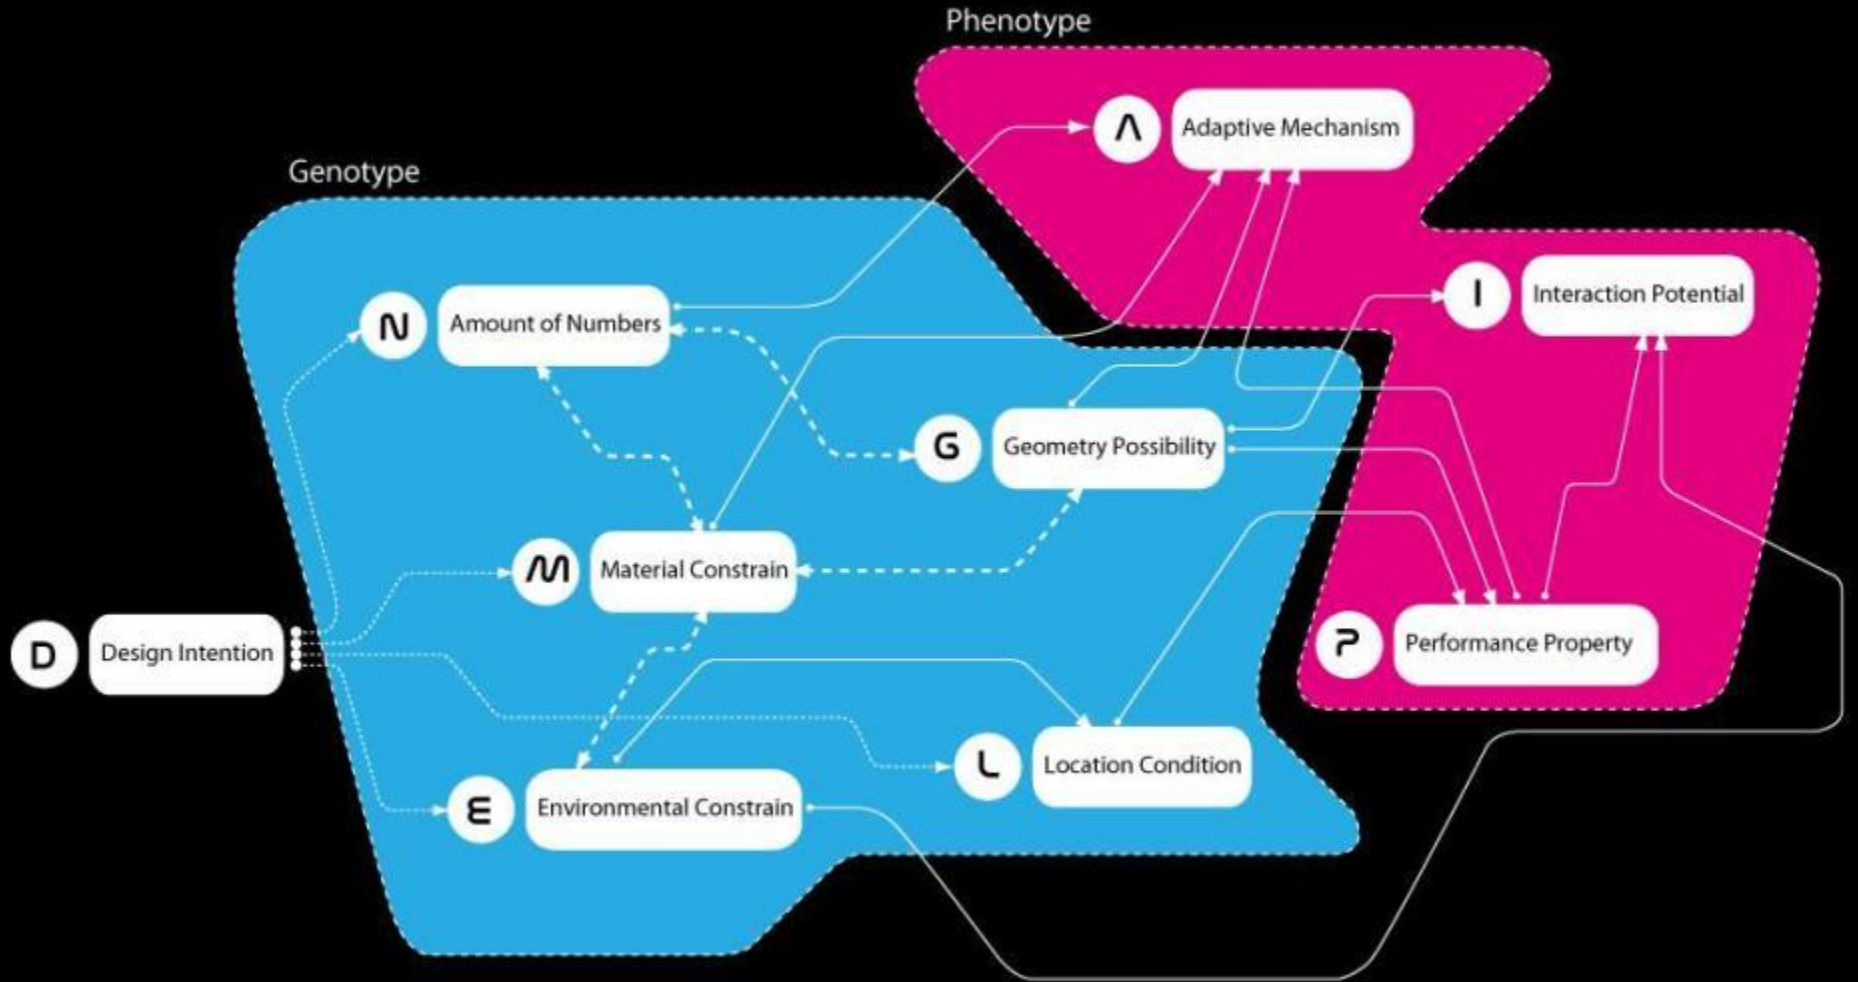 Phenotype
Λ Adaptive Mechanism
Genotype
I Interaction Potential
N Amount of Numbers
G Geometry Possibility
M Material Constrain
D Design Intention
P Performance Property
L Location Condition
E Environmental Constrain